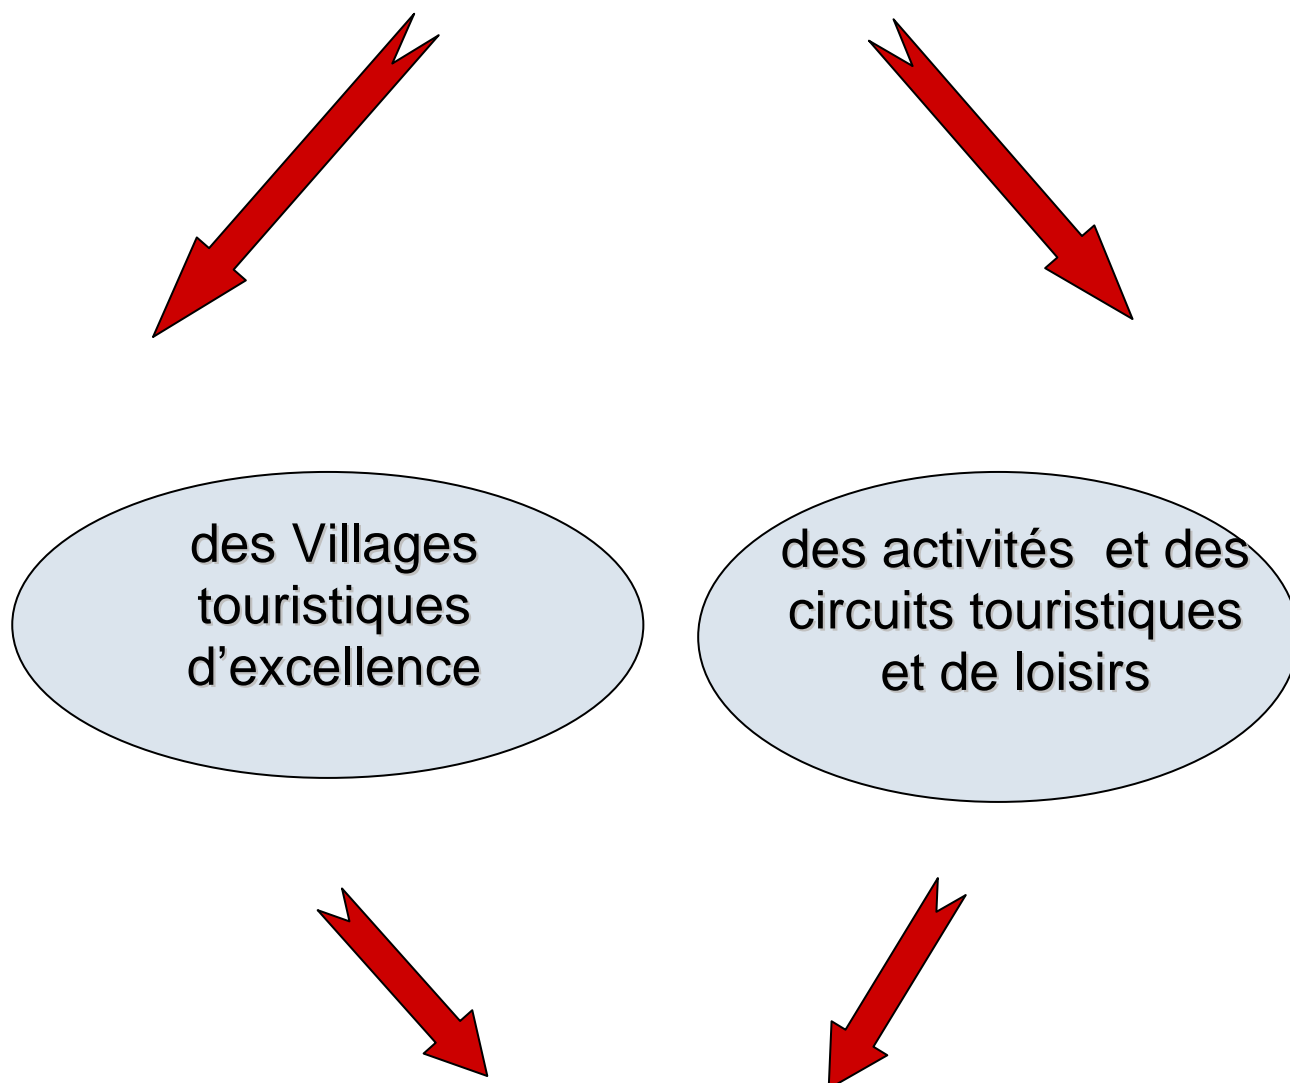 des Villages
touristiques
d’excellence
des activités  et des
circuits touristiques
et de loisirs